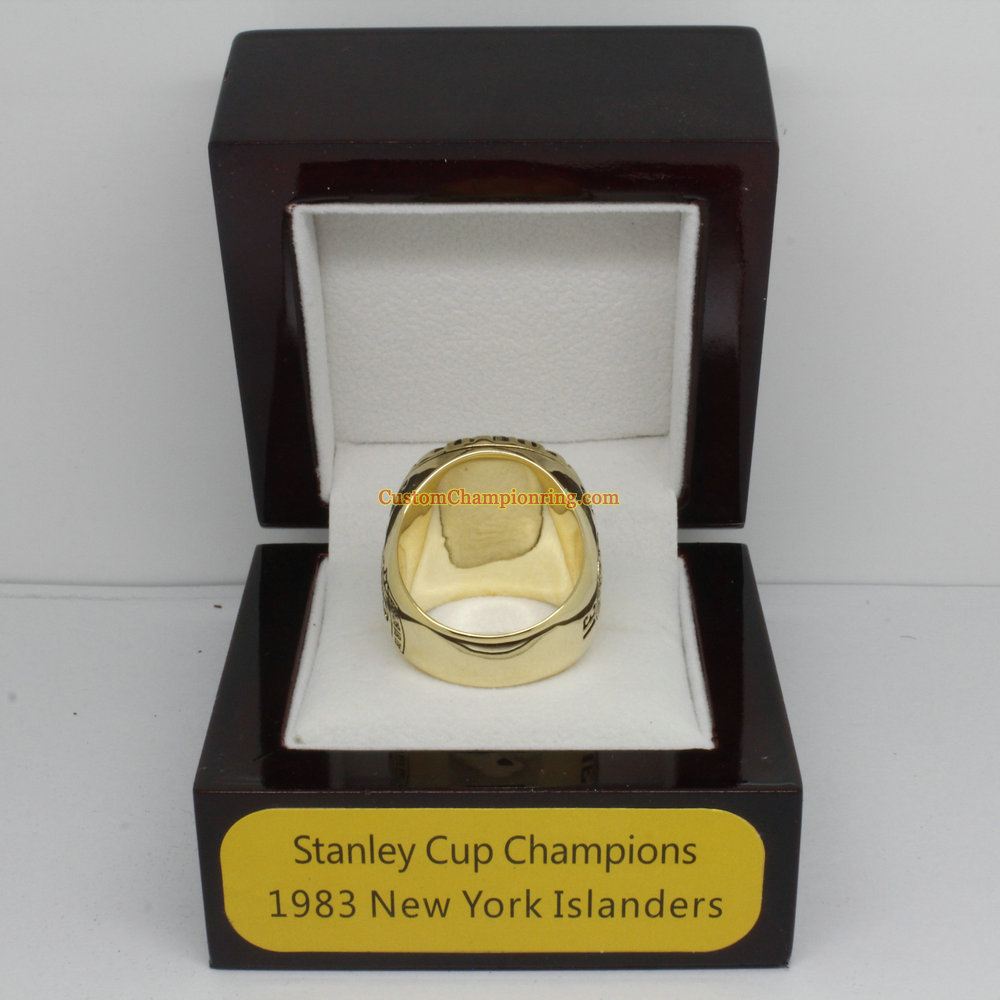 CustomChampionring.com
Stanley Cup Champions
1983 New York Islanders